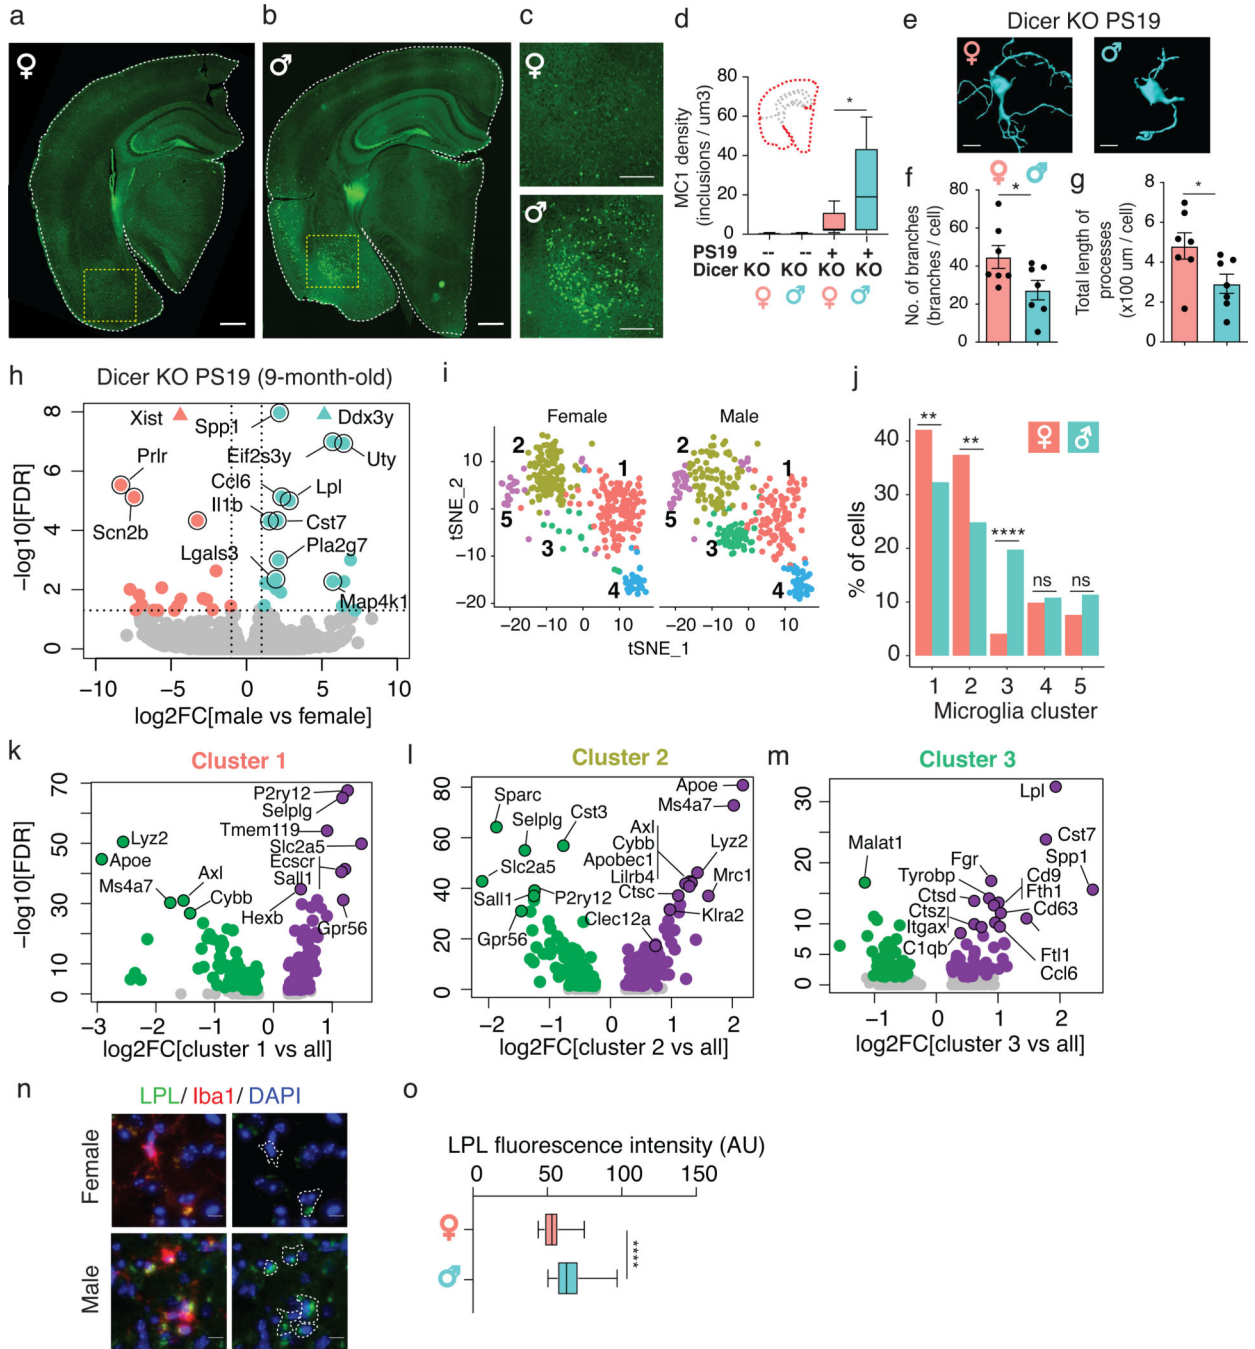 a
b
c
d
e
Dicer KO PS19
♀
♂
♀
♂
MC1 density
(inclusions / um3)
80
60
40
20
0
*
PS19 -- -- + +
Dicer KO KO KO KO
♀ ♂ ♀ ♂
♀
♂
f
♀ ♂
No. of branches
(branches / cell)
80
60
40
20
0
*
g
Total length of
processes
(x100 um / cell)
8
6
4
2
0
*
h
Dicer KO PS19 (9-month-old)
-log10[FDR]
8
6
4
2
0
Xist
Spp1
Ddx3y
Prlr
Eif2s3y
Uty
Ccl6
Lpl
Il1b
Scn2b
Cst7
Lgals3
Pla2g7
Map4k1
−10 −5 0 5 10
log2FC[male vs female]
i
Female
Male
tSNE_2
10
0
−10
−20
2
1
5
3
4
2
1
5
3
4
−20 −10 0 10
−20 −10 0 10
tSNE_1
j
% of cells
40
30
20
10
0
♀ ♂
**
**
****
ns
ns
1 2 3 4 5
Microglia cluster
k
Cluster 1
-log10[FDR]
70
50
30
10
0
P2ry12
Selplg
Lyz2
Tmem119
Apoe
Slc2a5
Ecscr
Ms4a7
Axl
Sall1
Cybb
Hexb
Gpr56
−3 −2 −1 0 1
log2FC[cluster 1 vs all]
l
Cluster 2
80
60
40
20
0
Sparc
Apoe
Cst3
Ms4a7
Selplg
Axl
Cybb
Lyz2
Apobec1
Slc2a5
Lilrb4
Mrc1
Sall1
P2ry12
Ctsc
Clec12a
Klra2
Gpr56
−2 −1 0 1 2
log2FC[cluster 2 vs all]
m
Cluster 3
30
20
15
10
5
0
Lpl
Malat1
Cst7
Fgr
Spp1
Tyrobp
Cd9
Ctsd
Fth1
Ctsz
Cd63
Itgax
C1qb
Ftl1
Ccl6
−1 0 1 2
log2FC[cluster 3 vs all]
n
LPL/ Iba1/ DAPI
Female
Male
o
LPL fluorescence intensity (AU)
0 50 100 150
♀
♂
****